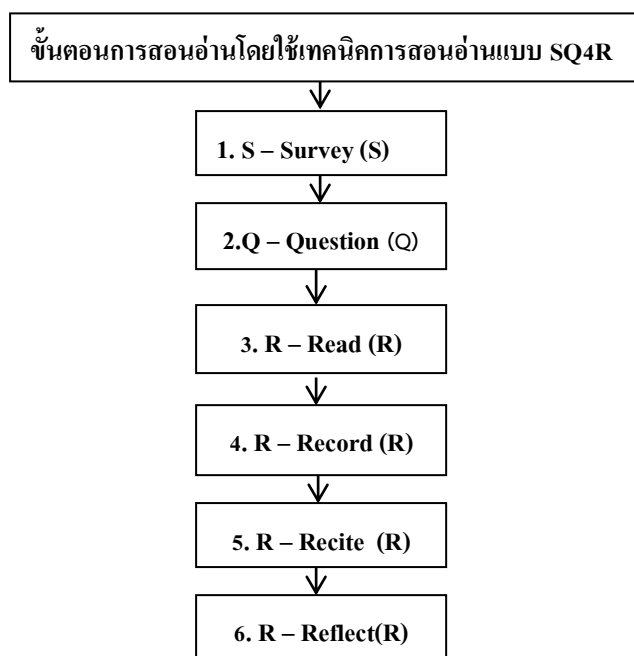 ขั้นตอนการสอนอ่านโดยใช้เทคนิคการสอนอ่านแบบ SQ4R
1. S – Survey (S)
2.Q – Question (Q)
3. R – Read (R)
4. R – Record (R)
5. R – Recite (R)
6. R – Reflect(R)